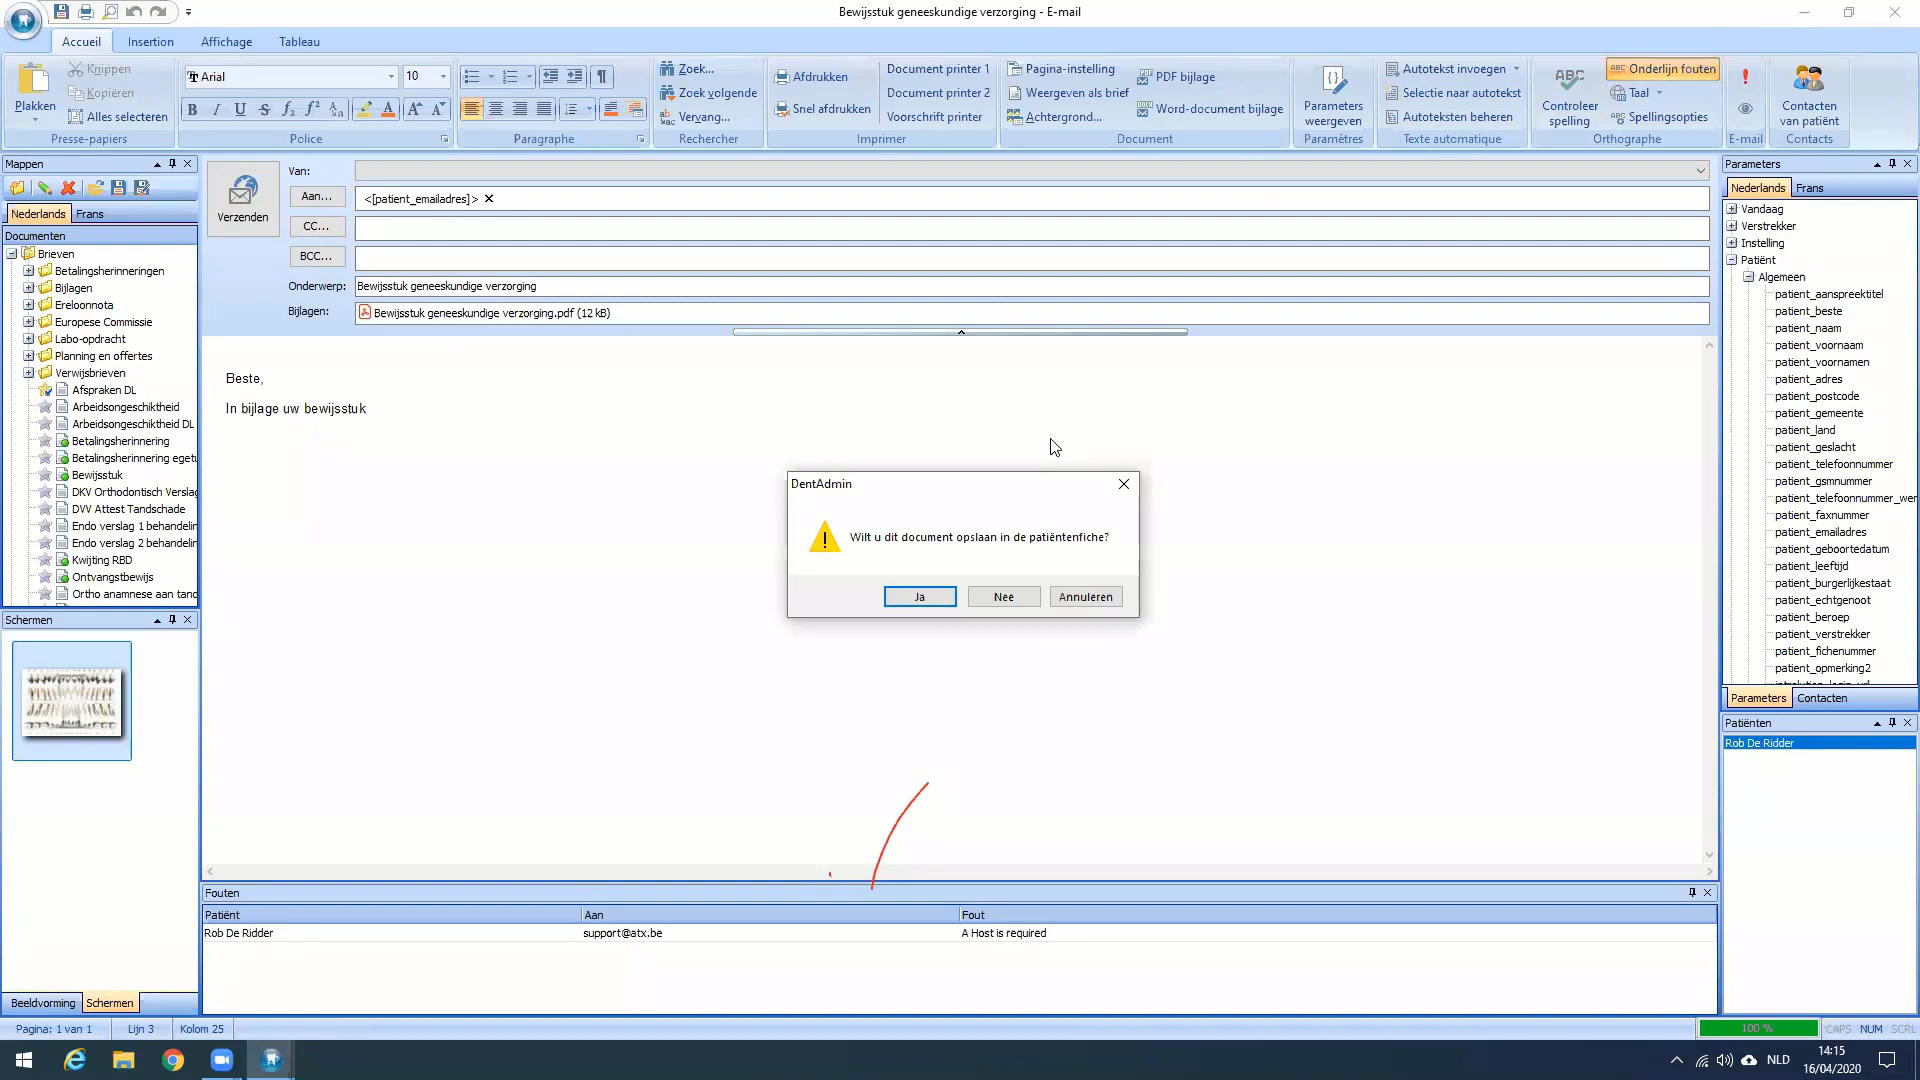 Bewijsstuk geneeskundige verzorging - E-mail
Accueil Insertion Affichage Tableau
Plakken
Knippen
Kopiëren
Alles selecteren
Presse-papiers
Arial 10
B I U S
Police
Paragraphe
Zoek...
Zoek volgende
Vervang...
Rechercher
Afdrukken
Snel afdrukken
Document printer 1
Document printer 2
Voorschrift printer
Imprimer
Pagina-instelling
Weergeven als brief
Achtergrond...
PDF bijlage
Word-document bijlage
Document
Parameters weergeven
Paramètres
Autotekst invoegen
Selectie naar autotekst
Autoteksten beheren
Texte automatique
ABC
Controleer spelling
Onderlijn fouten
Taal
Spellingsopties
Orthographe
E-mail
Contacten van patiënt
Contacts
Mappen
Nederlands Frans
Documenten
Brieven
Betalingsherinneringen
Bijlagen
Ereloonnota
Europese Commissie
Labo-opdracht
Planning en offertes
Verwijsbrieven
Afspraken DL
Arbeidsongeschiktheid
Arbeidsongeschiktheid DL
Betalingsherinnering
Betalingsherinnering egetu
Bewijsstuk
DKV Orthodontisch Verslag
DVV Attest Tandschade
Endo verslag 1 behandelin
Endo verslag 2 behandelin
Kwijting RBD
Ontvangstbewijs
Ortho anamnese aan tand
Schermen
Beeldvorming Schermen
Verzenden
Van:
Aan... <[patient_emailadres]>
CC...
BCC...
Onderwerp: Bewijsstuk geneeskundige verzorging
Bijlagen: Bewijsstuk geneeskundige verzorging.pdf (12 kB)
Beste,
In bijlage uw bewijsstuk
DentAdmin
Wilt u dit document opslaan in de patiëntenfiche?
Ja Nee Annuleren
Fouten
Patiënt Aan Fout
Rob De Ridder support@atx.be A Host is required
Parameters
Nederlands Frans
Vandaag
Verstrekker
Instelling
Patiënt
Algemeen
patient_aanspreektitel
patient_beste
patient_naam
patient_voornaam
patient_voornamen
patient_adres
patient_postcode
patient_gemeente
patient_land
patient_geslacht
patient_telefoonnummer
patient_gsmnummer
patient_telefoonnummer_wer
patient_faxnummer
patient_emailadres
patient_geboortedatum
patient_leeftijd
patient_burgerlijkestaat
patient_echtgenoot
patient_beroep
patient_verstrekker
patient_fichenummer
patient_opmerking2
Parameters Contacten
Patiënten
Rob De Ridder
Pagina: 1 van 1 Lijn 3 Kolom 25
100 % CAPS NUM SCRL
NLD
14:15
16/04/2020